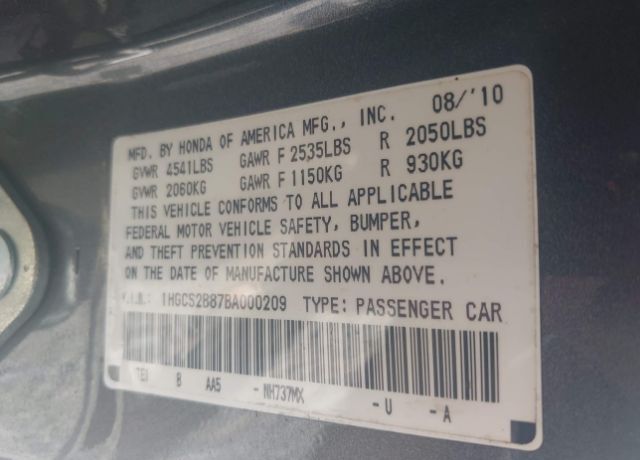 MFD. BY HONDA OF AMERICA MFG., INC. 08/'10
GVWR 4541LBS GAWR F 2535LBS R 2050LBS
GVWR 2060KG GAWR F 1150KG R 930KG
THIS VEHICLE CONFORMS TO ALL APPLICABLE
FEDERAL MOTOR VEHICLE SAFETY, BUMPER,
AND THEFT PREVENTION STANDARDS IN EFFECT
ON THE DATE OF MANUFACTURE SHOWN ABOVE.
V.I.N.: 1HGCS2B87BA000209 TYPE: PASSENGER CAR
TE1 B AA5 - NH737MX - U - A